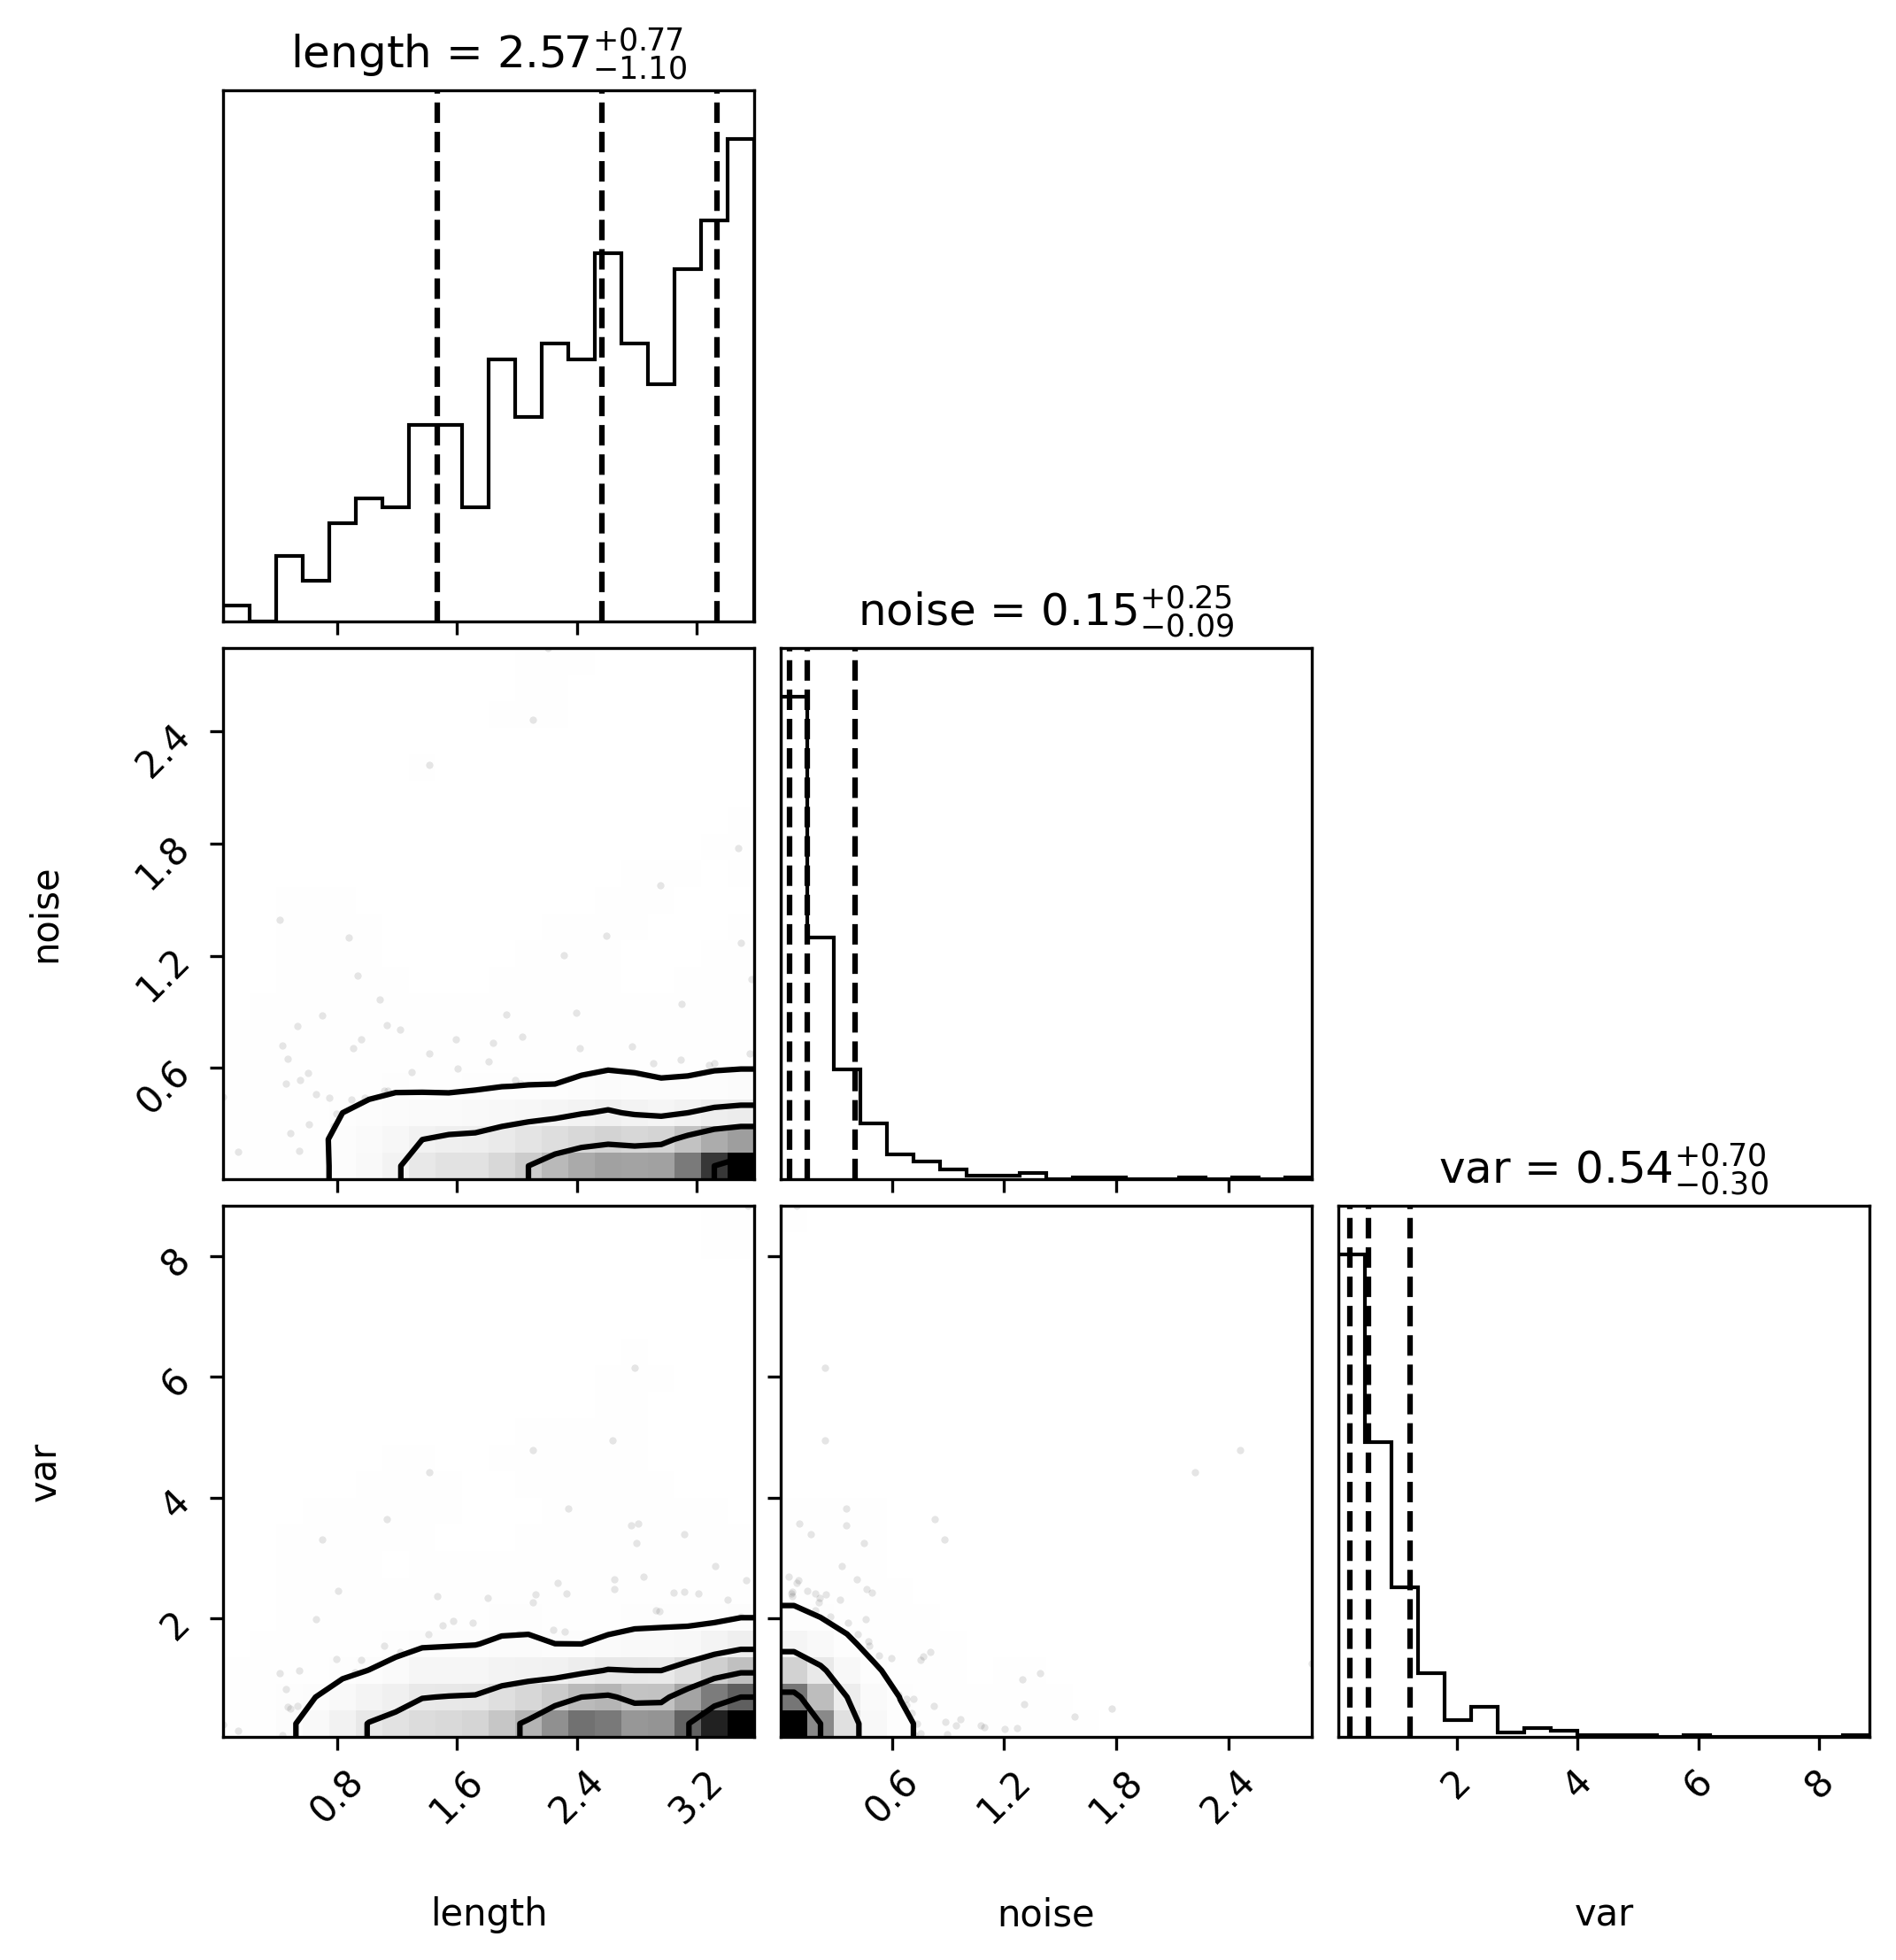 length = 2.57+0.77−1.10
noise = 0.15+0.25−0.09
noise
2.4
1.8
1.2
0.6
var = 0.54+0.70−0.30
var
8
6
4
2
0.8 1.6 2.4 3.2 0.6 1.2 1.8 2.4 2 4 6 8
length noise var